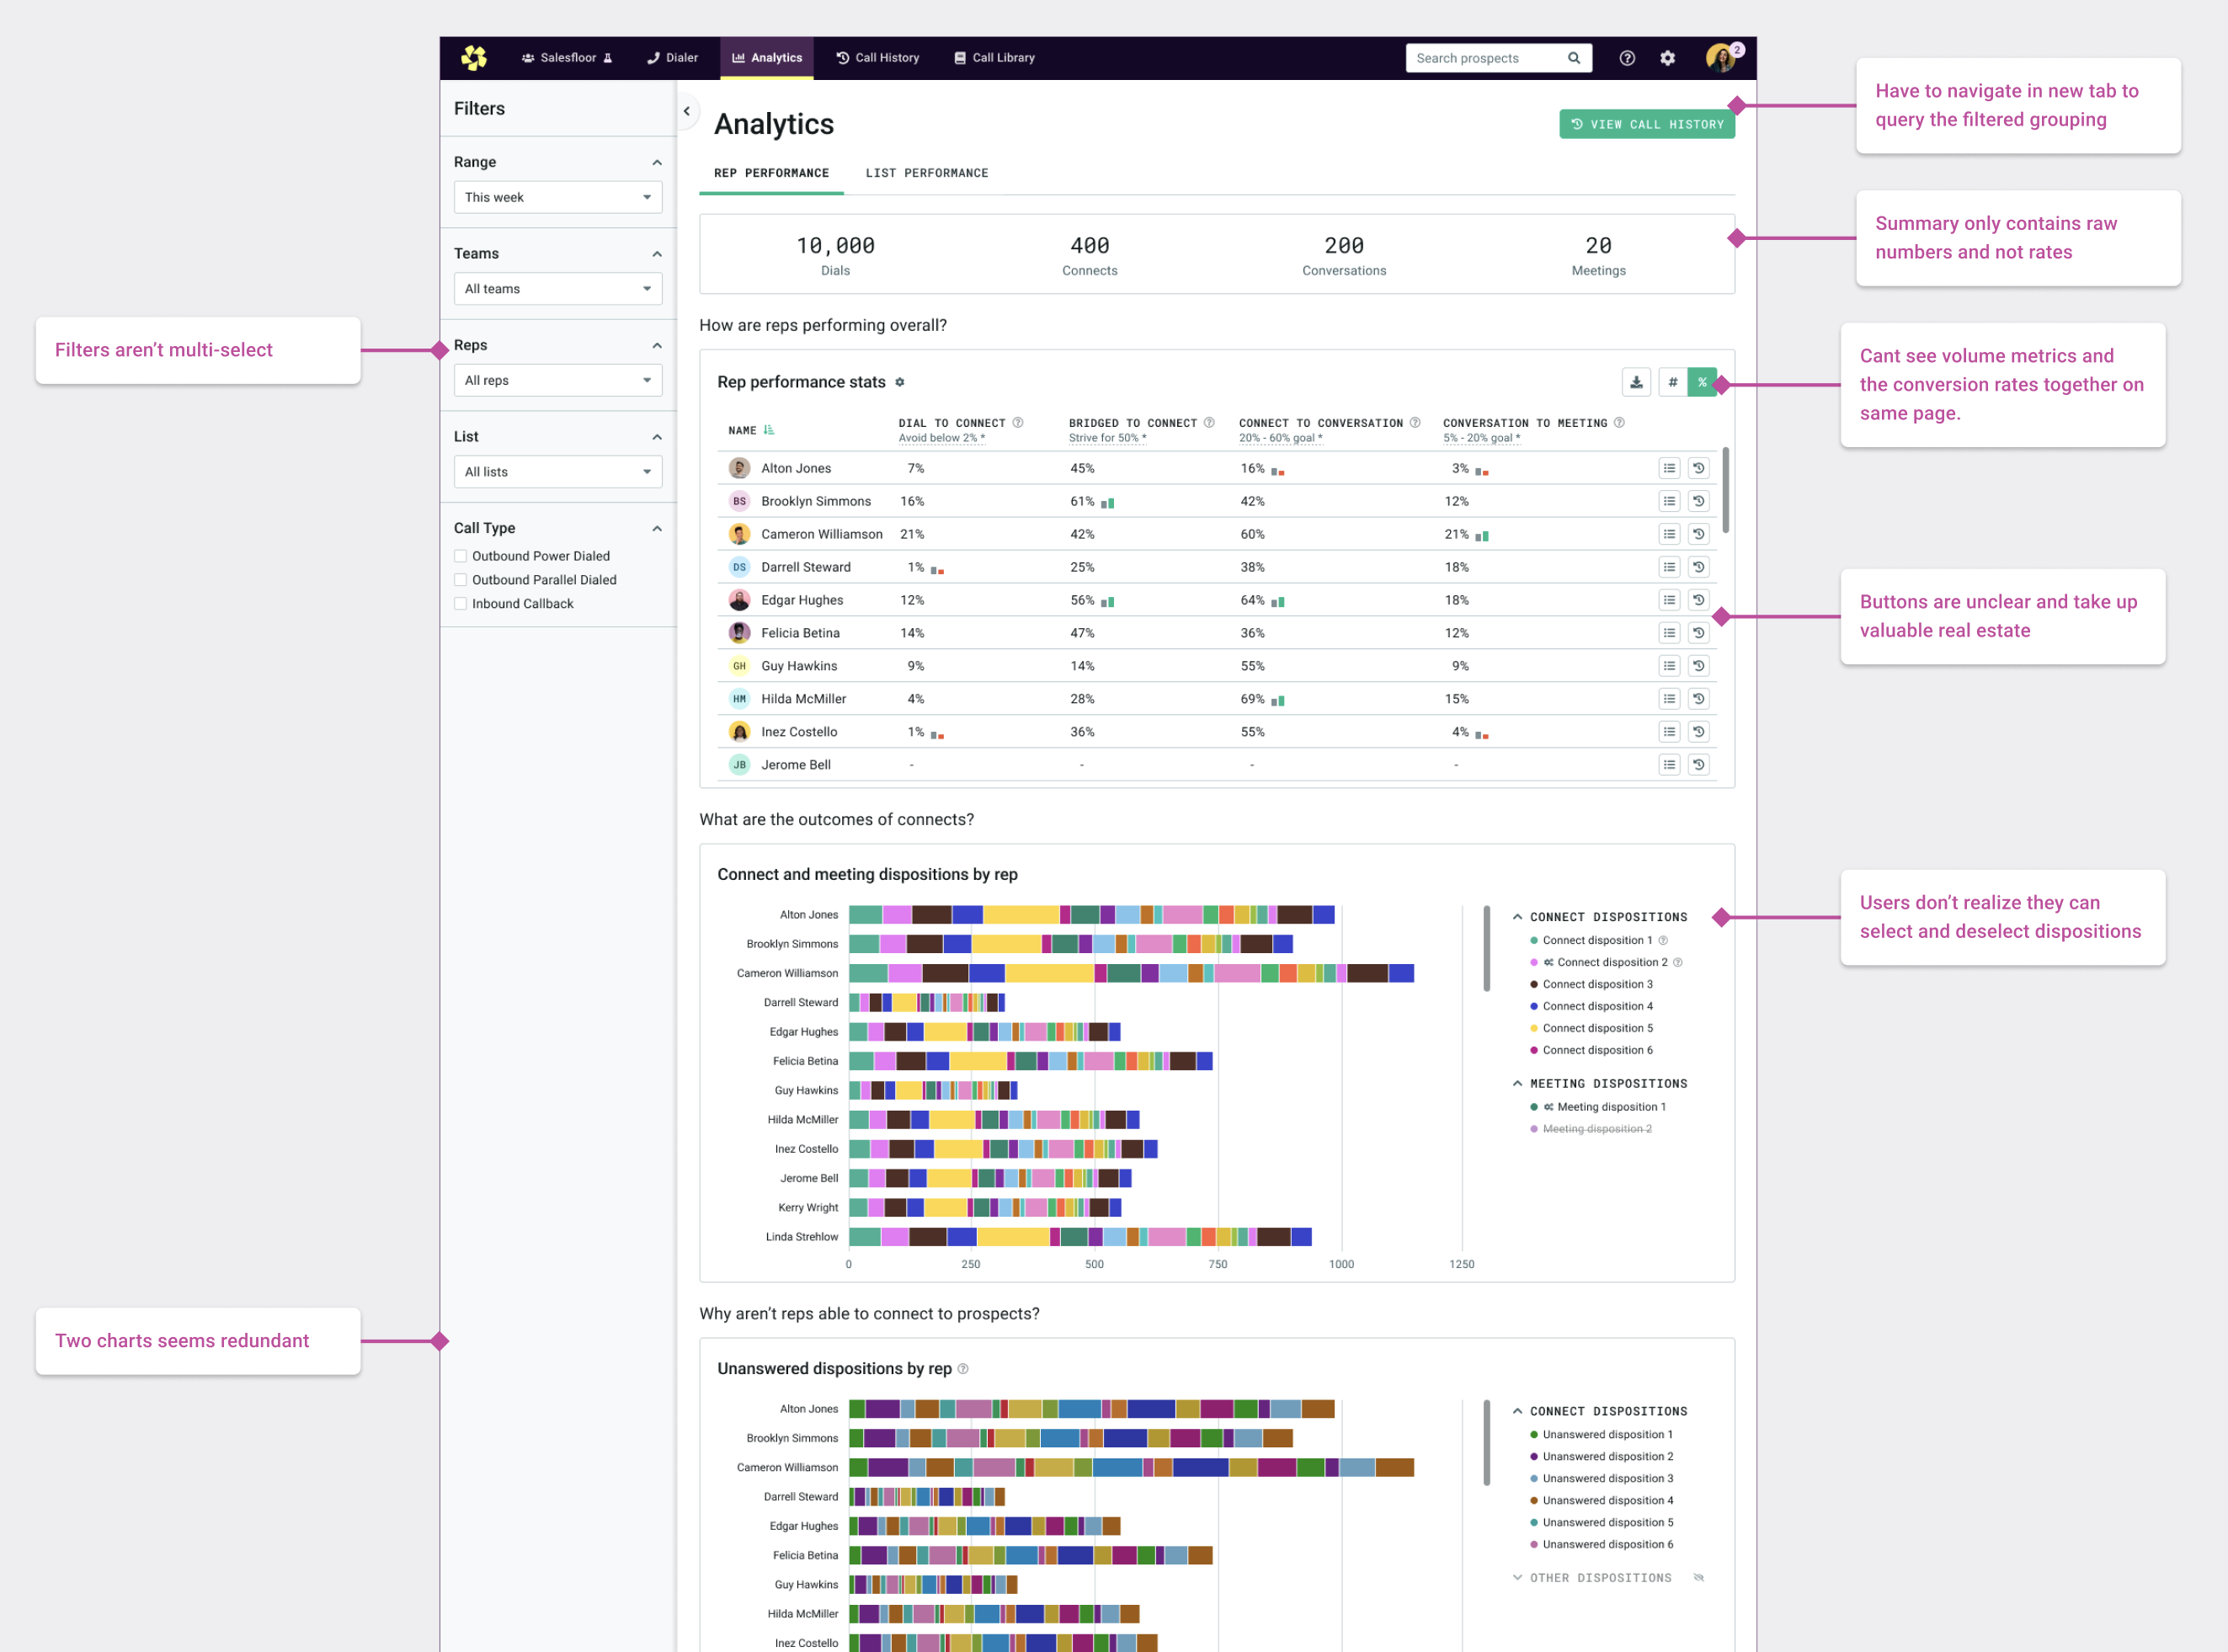 Salesfloor
Dialer
Analytics
Call History
Call Library
Search prospects
2
Filters
Range
This week
Teams
All teams
Reps
All reps
List
All lists
Call Type
Outbound Power Dialed
Outbound Parallel Dialed
Inbound Callback
Analytics
VIEW CALL HISTORY
REP PERFORMANCE
LIST PERFORMANCE
10,000
Dials
400
Connects
200
Conversations
20
Meetings
How are reps performing overall?
Rep performance stats
# %
NAME
DIAL TO CONNECT
Avoid below 2% *
BRIDGED TO CONNECT
Strive for 50% *
CONNECT TO CONVERSATION
20% - 60% goal *
CONVERSATION TO MEETING
5% - 20% goal *
Alton Jones 7% 45% 16% 3%
BS Brooklyn Simmons 16% 61% 42% 12%
Cameron Williamson 21% 42% 60% 21%
DS Darrell Steward 1% 25% 38% 18%
Edgar Hughes 12% 56% 64% 18%
Felicia Betina 14% 47% 36% 12%
GH Guy Hawkins 9% 14% 55% 9%
HM Hilda McMiller 4% 28% 69% 15%
Inez Costello 1% 36% 55% 4%
JB Jerome Bell - - - -
What are the outcomes of connects?
Connect and meeting dispositions by rep
Alton Jones
Brooklyn Simmons
Cameron Williamson
Darrell Steward
Edgar Hughes
Felicia Betina
Guy Hawkins
Hilda McMiller
Inez Costello
Jerome Bell
Kerry Wright
Linda Strehlow
0 250 500 750 1000 1250
CONNECT DISPOSITIONS
Connect disposition 1
Connect disposition 2
Connect disposition 3
Connect disposition 4
Connect disposition 5
Connect disposition 6
MEETING DISPOSITIONS
Meeting disposition 1
Meeting disposition 2
Why aren't reps able to connect to prospects?
Unanswered dispositions by rep
Alton Jones
Brooklyn Simmons
Cameron Williamson
Darrell Steward
Edgar Hughes
Felicia Betina
Guy Hawkins
Hilda McMiller
Inez Costello
CONNECT DISPOSITIONS
Unanswered disposition 1
Unanswered disposition 2
Unanswered disposition 3
Unanswered disposition 4
Unanswered disposition 5
Unanswered disposition 6
OTHER DISPOSITIONS
Filters aren't multi-select
Two charts seems redundant
Have to navigate in new tab to
query the filtered grouping
Summary only contains raw
numbers and not rates
Cant see volume metrics and
the conversion rates together on
same page.
Buttons are unclear and take up
valuable real estate
Users don't realize they can
select and deselect dispositions